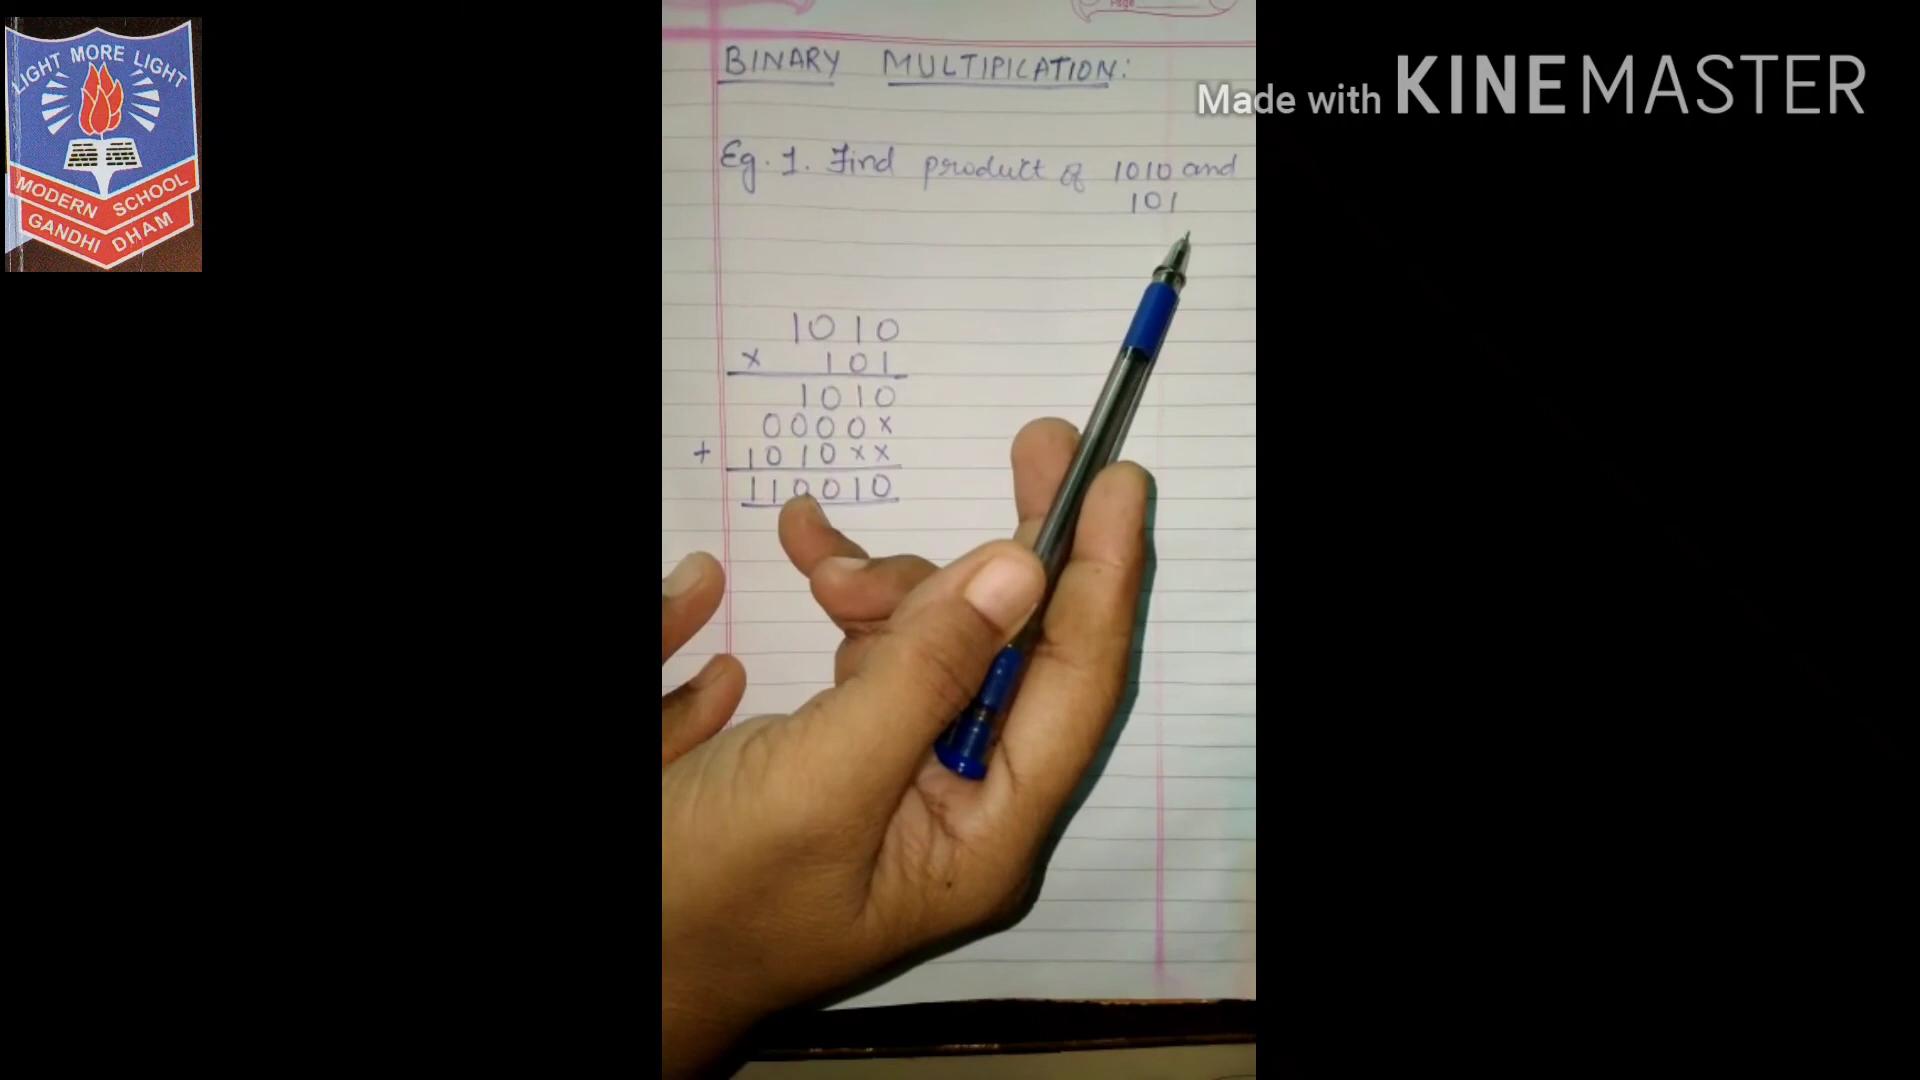 LIGHT MORE LIGHT
MODERN SCHOOL
GANDHI DHAM
Made with KINEMASTER
Page
BINARY MULTIPICATION:
Eg. 1. Find product of 1010 and
101
1010
x 101
1010
0000x
+ 1010xx
110010